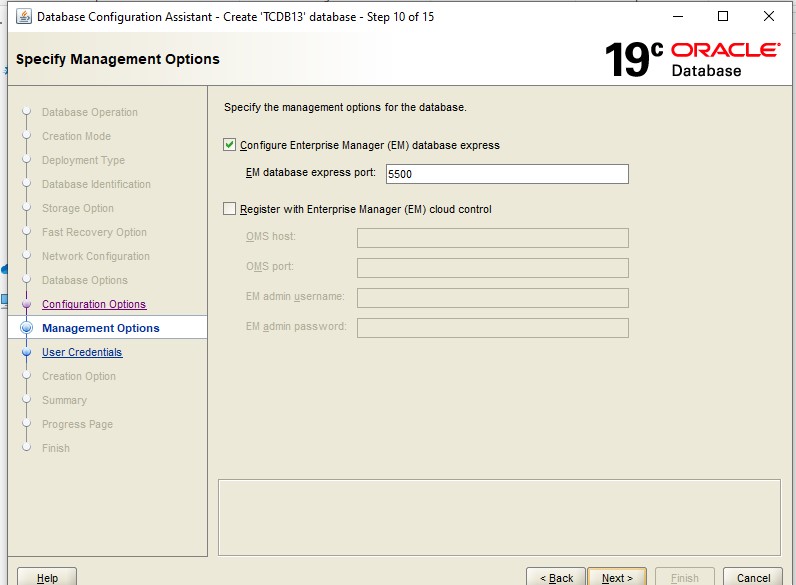 Database Configuration Assistant - Create 'TCDB13' database - Step 10 of 15
Specify Management Options
19c ORACLE
Database
Database Operation
Creation Mode
Deployment Type
Database Identification
Storage Option
Fast Recovery Option
Network Configuration
Database Options
Configuration Options
Management Options
User Credentials
Creation Option
Summary
Progress Page
Finish
Specify the management options for the database.
Configure Enterprise Manager (EM) database express
EM database express port: 5500
Register with Enterprise Manager (EM) cloud control
OMS host:
OMS port:
EM admin username:
EM admin password:
Help
< Back
Next >
Finish
Cancel